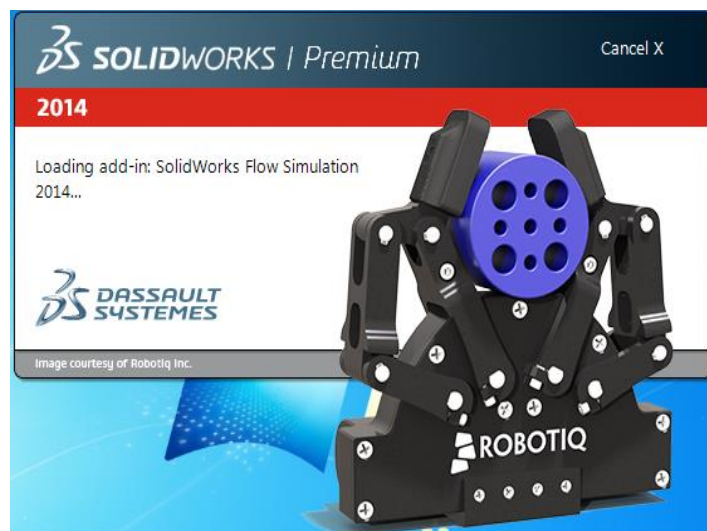 SOLIDWORKS | Premium
Cancel X
2014
Loading add-in: SolidWorks Flow Simulation
2014...
DASSAULT
SYSTEMES
Image courtesy of Robotiq Inc.
ROBOTIQ